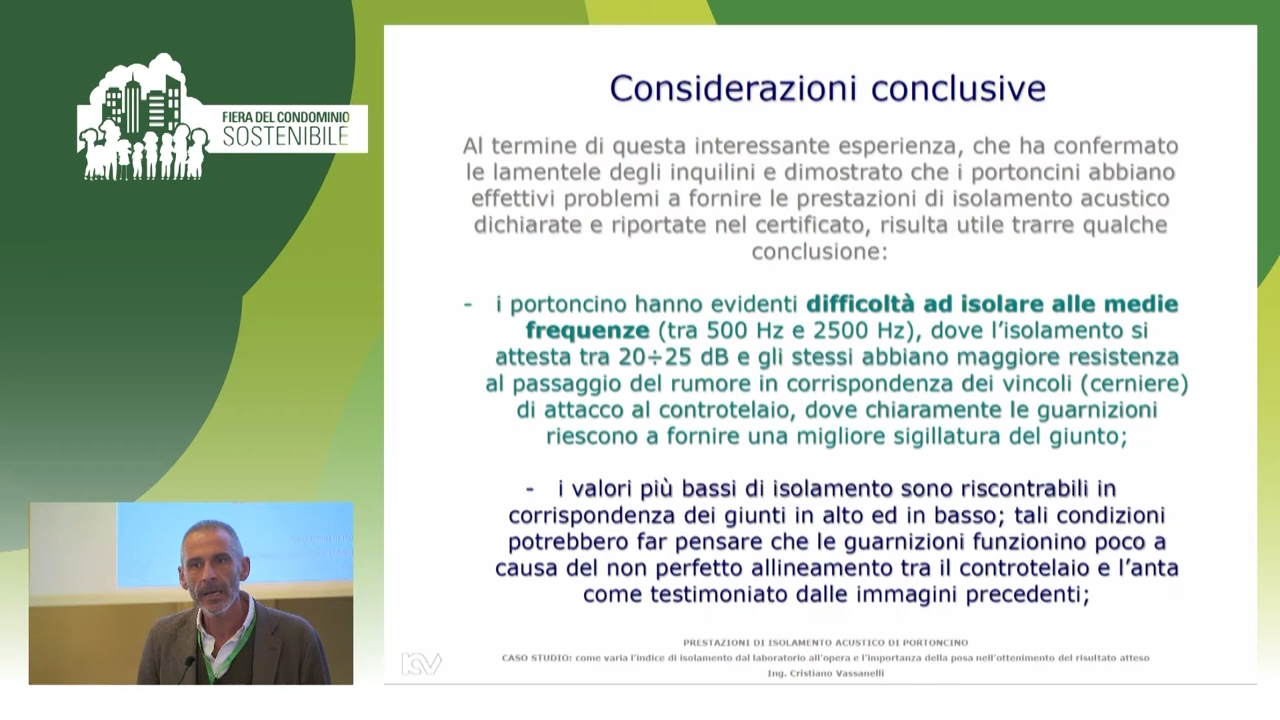 FIERA DEL CONDOMINIO
SOSTENIBILE
Considerazioni conclusive
Al termine di questa interessante esperienza, che ha confermato
le lamentele degli inquilini e dimostrato che i portoncini abbiano
effettivi problemi a fornire le prestazioni di isolamento acustico
dichiarate e riportate nel certificato, risulta utile trarre qualche
conclusione:
- i portoncino hanno evidenti difficoltà ad isolare alle medie
frequenze (tra 500 Hz e 2500 Hz), dove l'isolamento si
attesta tra 20÷25 dB e gli stessi abbiano maggiore resistenza
al passaggio del rumore in corrispondenza dei vincoli (cerniere)
di attacco al controtelaio, dove chiaramente le guarnizioni
riescono a fornire una migliore sigillatura del giunto;
- i valori più bassi di isolamento sono riscontrabili in
corrispondenza dei giunti in alto ed in basso; tali condizioni
potrebbero far pensare che le guarnizioni funzionino poco a
causa del non perfetto allineamento tra il controtelaio e l'anta
come testimoniato dalle immagini precedenti;
PRESTAZIONI DI ISOLAMENTO ACUSTICO DI PORTONCINO
CASO STUDIO: come varia l'indice di isolamento dal laboratorio all'opera e l'importanza della posa nell'ottenimento del risultato atteso
Ing. Cristiano Vassanelli